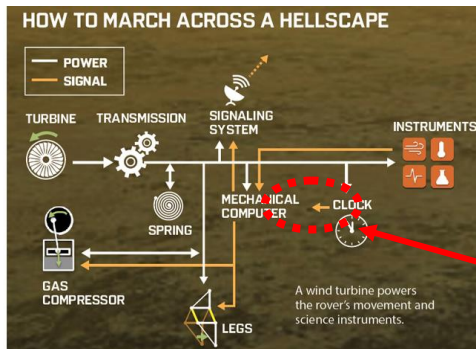 HOW TO MARCH ACROSS A HELLSCAPE
POWER
SIGNAL
TURBINE
TRANSMISSION
SIGNALING
SYSTEM
INSTRUMENTS
SPRING
MECHANICAL
COMPUTER
CLOCK
GAS
COMPRESSOR
LEGS
A wind turbine powers
the rover's movement and
science instruments.